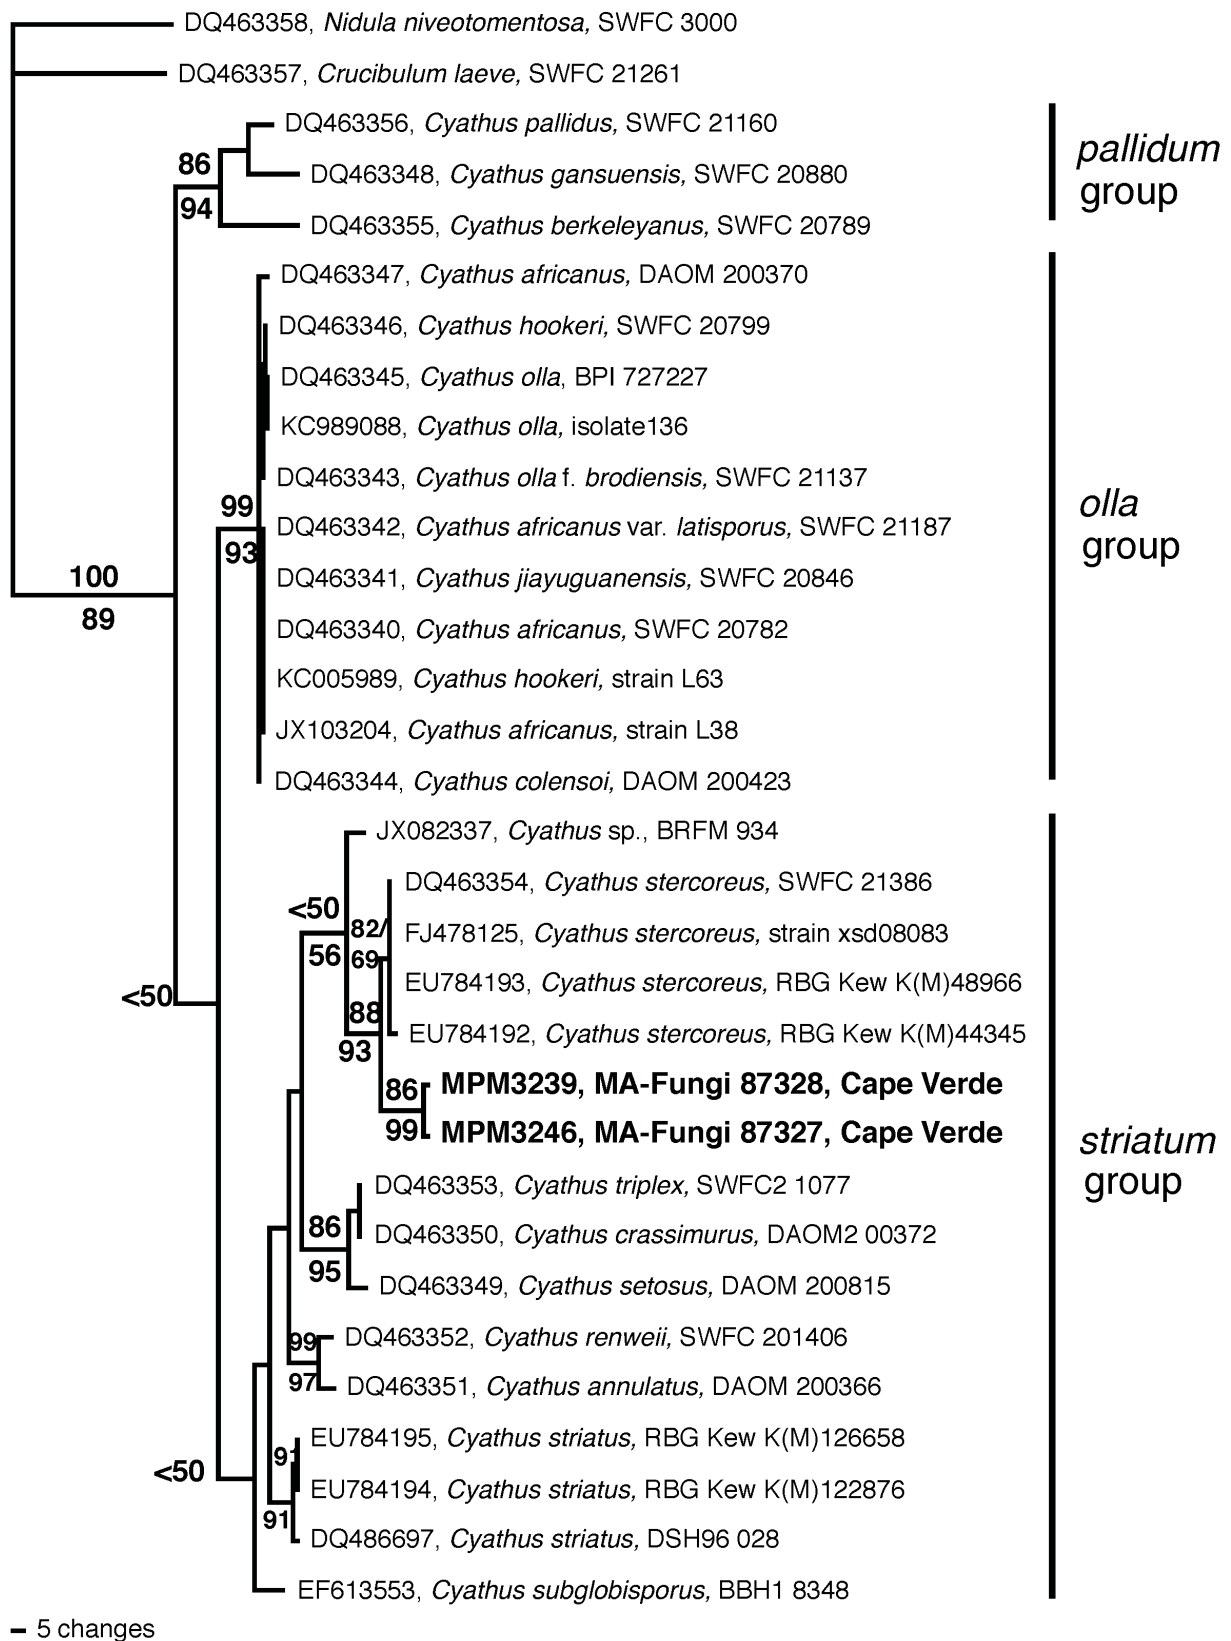 DQ463358, Nidula niveotomentosa, SWFC 3000
DQ463357, Crucibulum laeve, SWFC 21261
DQ463356, Cyathus pallidus, SWFC 21160
86
pallidum
DQ463348, Cyathus gansuensis, SWFC 20880
group
94
DQ463355, Cyathus berkeleyanus, SWFC 20789
DQ463347, Cyathus africanus, DAOM 200370
DQ463346, Cyathus hookeri, SWFC 20799
DQ463345, Cyathus olla, BPI 727227
KC989088, Cyathus olla, isolate136
DQ463343, Cyathus olla f. brodiensis, SWFC 21137
99
olla
DQ463342, Cyathus africanus var. latisporus, SWFC 21187
group
93
100
DQ463341, Cyathus jiayuguanensis, SWFC 20846
89
DQ463340, Cyathus africanus, SWFC 20782
KC005989, Cyathus hookeri, strain L63
JX103204, Cyathus africanus, strain L38
DQ463344, Cyathus colensoi, DAOM 200423
JX082337, Cyathus sp., BRFM 934
DQ463354, Cyathus stercoreus, SWFC 21386
<50
82/
FJ478125, Cyathus stercoreus, strain xsd08083
56
69
EU784193, Cyathus stercoreus, RBG Kew K(M)48966
<50
88
EU784192, Cyathus stercoreus, RBG Kew K(M)44345
93
86
MPM3239, MA-Fungi 87328, Cape Verde
99
MPM3246, MA-Fungi 87327, Cape Verde
striatum
group
DQ463353, Cyathus triplex, SWFC2 1077
86
DQ463350, Cyathus crassimurus, DAOM2 00372
95
DQ463349, Cyathus setosus, DAOM 200815
99
DQ463352, Cyathus renweii, SWFC 201406
97
DQ463351, Cyathus annulatus, DAOM 200366
EU784195, Cyathus striatus, RBG Kew K(M)126658
91
<50
EU784194, Cyathus striatus, RBG Kew K(M)122876
91
DQ486697, Cyathus striatus, DSH96 028
EF613553, Cyathus subglobisporus, BBH1 8348
5 changes